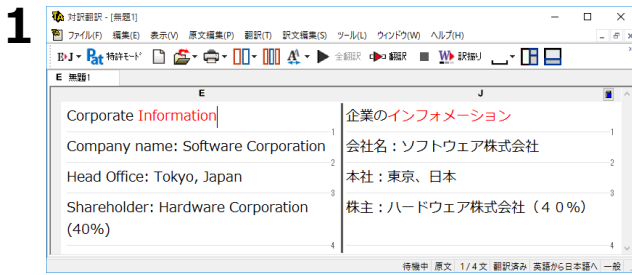 1
対訳翻訳 - [無題1]
ファイル(F) 編集(E) 表示(V) 原文編集(P) 翻訳(T) 訳文編集(S) ツール(L) ウィンドウ(W) ヘルプ(H)
E›J Pat 特許モード 全翻訳 翻訳 訳振り
E 無題1
E J
Corporate Information 企業のインフォメーション
1 1
Company name: Software Corporation 会社名：ソフトウェア株式会社
2 2
Head Office: Tokyo, Japan 本社：東京、日本
3 3
Shareholder: Hardware Corporation 株主：ハードウェア株式会社（４０％）
(40%)
4 4
待機中 原文 1/4文 翻訳済み 英語から日本語へ 一般